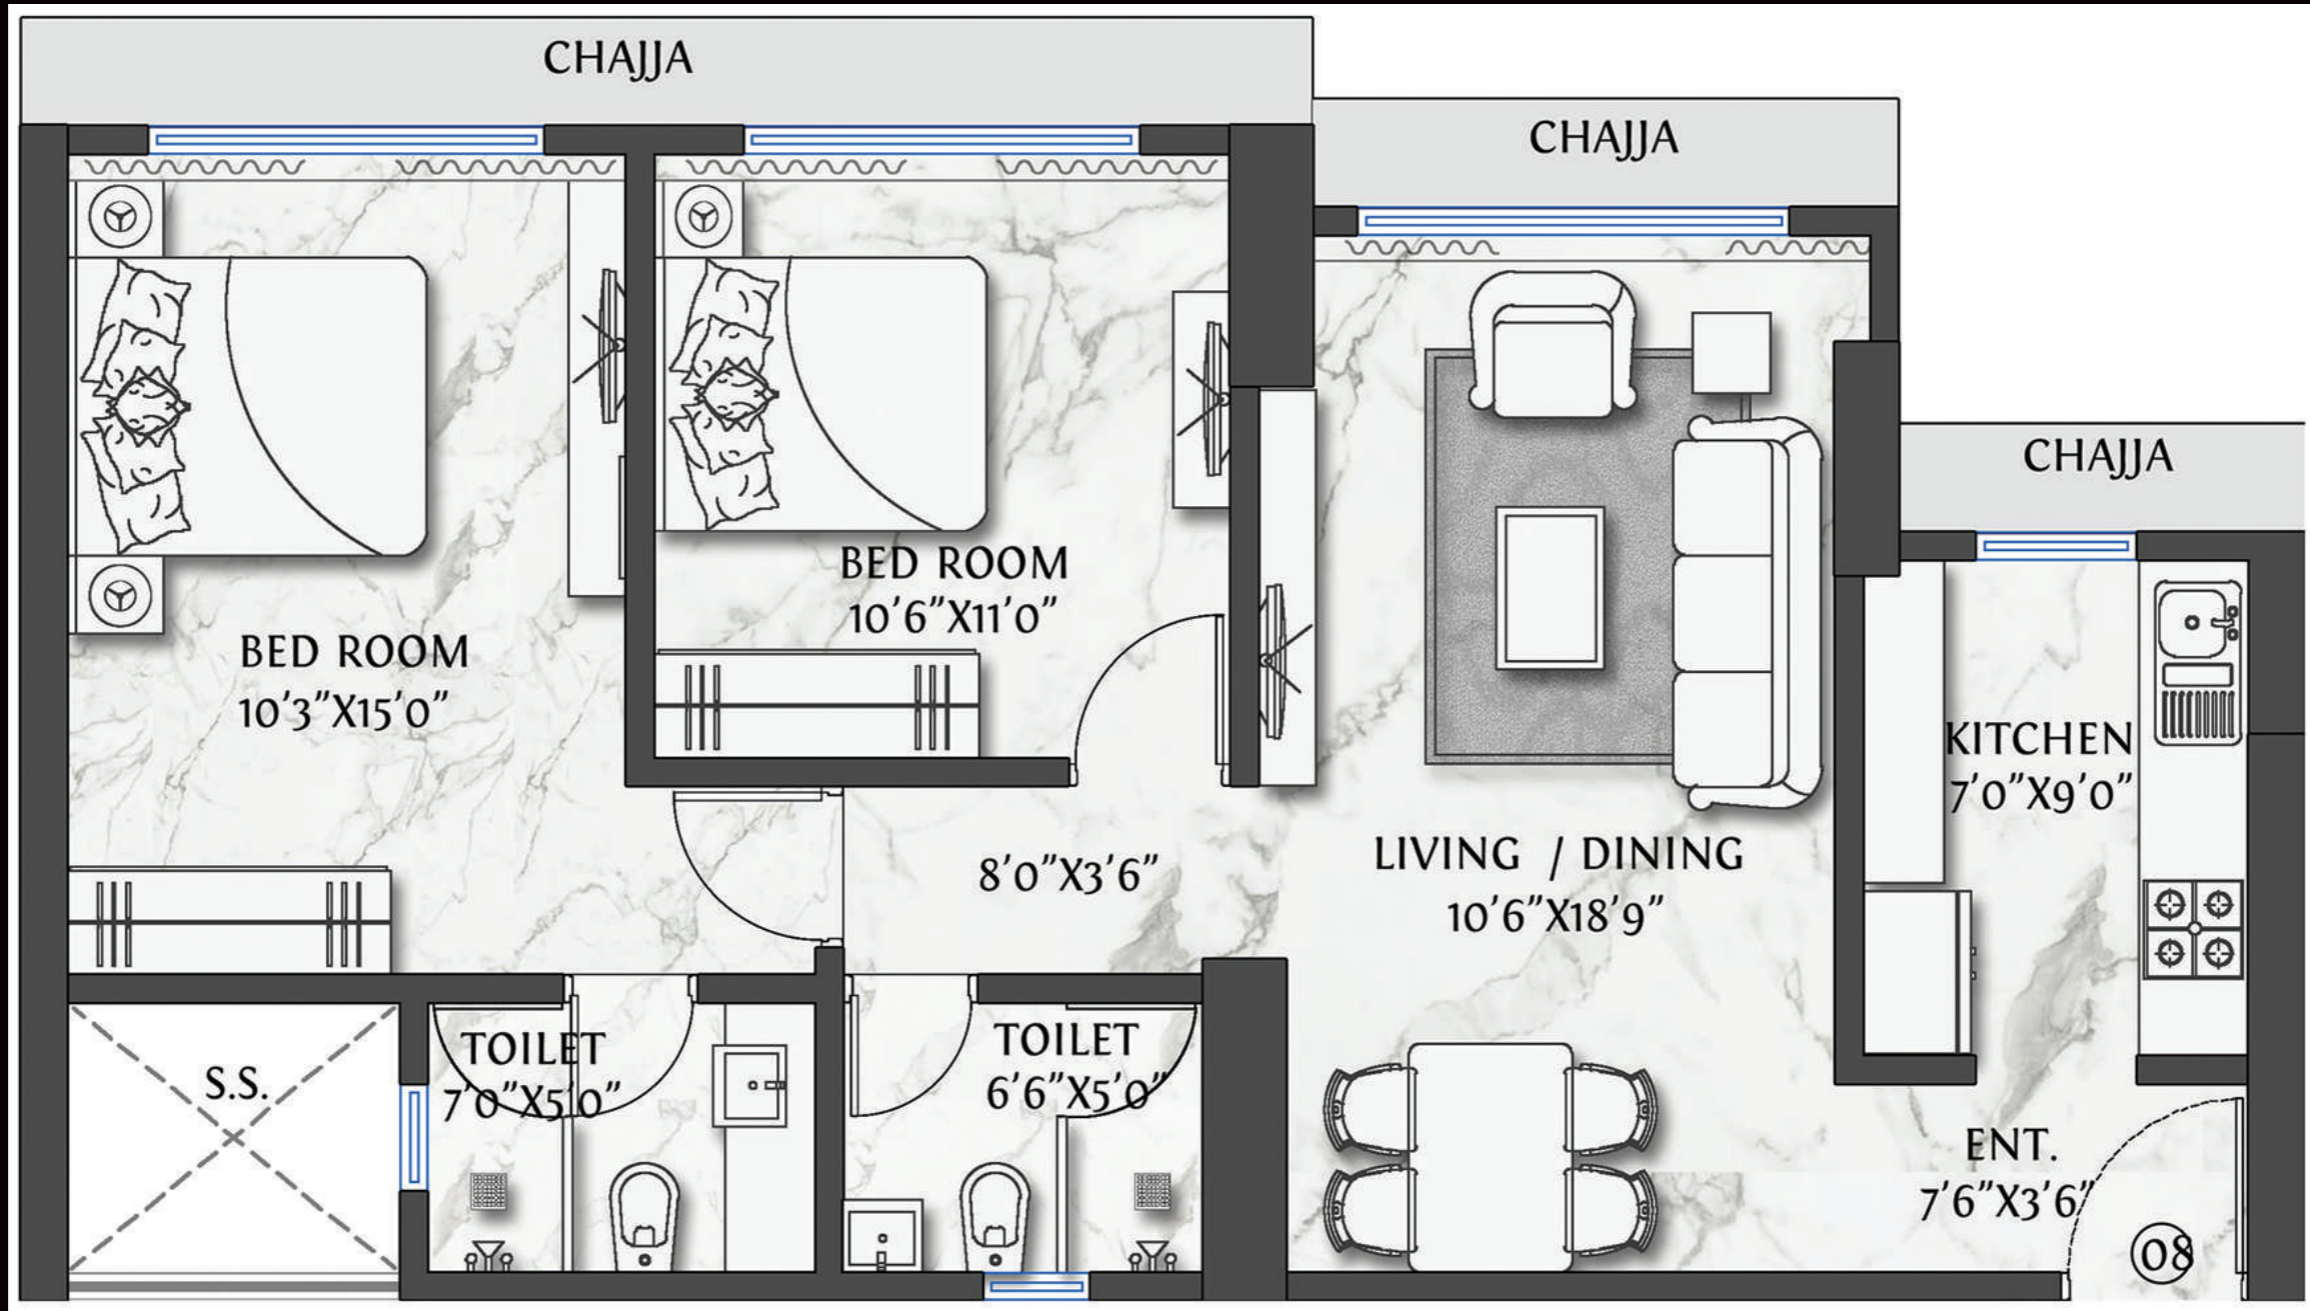 CHAJJA
CHAJJA
CHAJJA
BED ROOM
10'6"X11'0"
BED ROOM
10'3"X15'0"
KITCHEN
7'0"X9'0"
LIVING / DINING
10'6"X18'9"
8'0"X3'6"
S.S.
TOILET
7'0"X5'0"
TOILET
6'6"X5'0"
ENT.
7'6"X3'6"
08